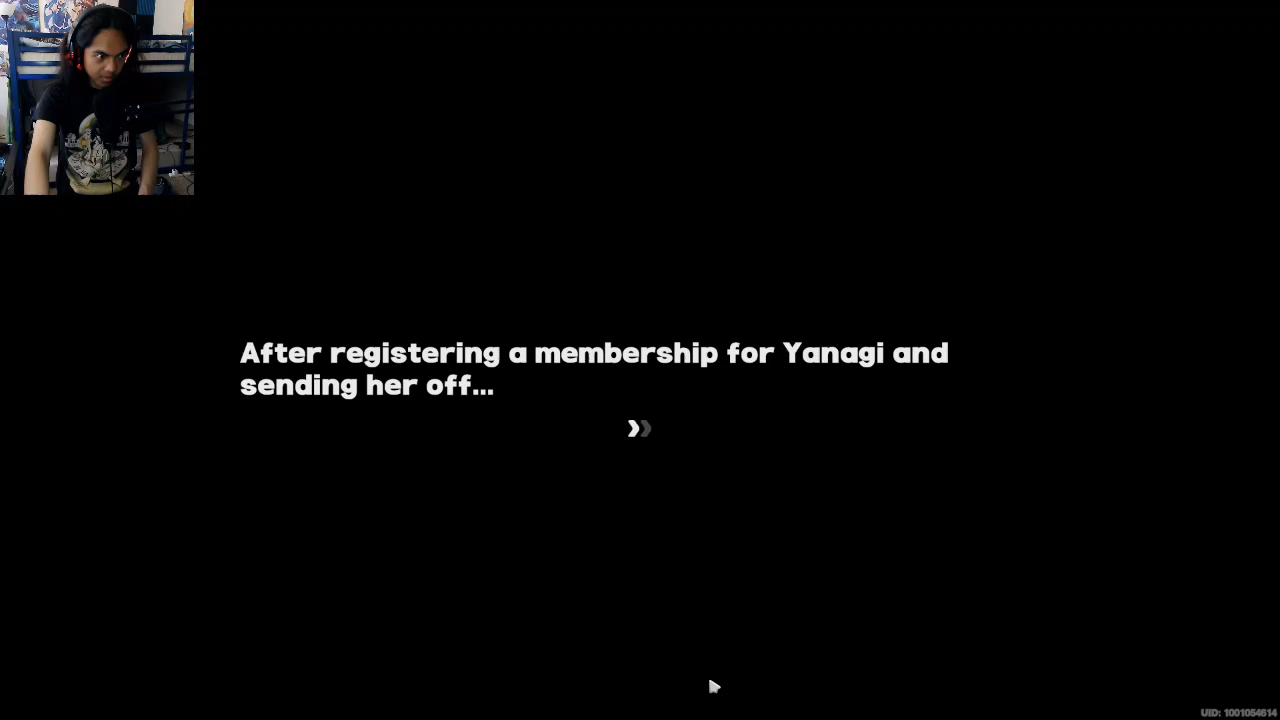 After registering a membership for Yanagi and
sending her off...
UID: 1001054614